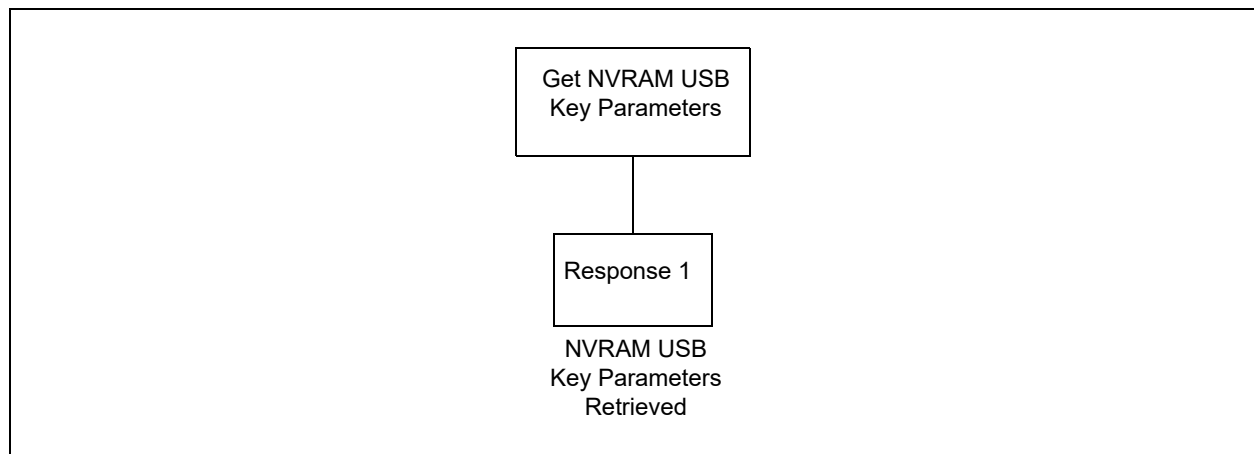 Get NVRAM USB
Key Parameters
Response 1
NVRAM USB
Key Parameters
Retrieved